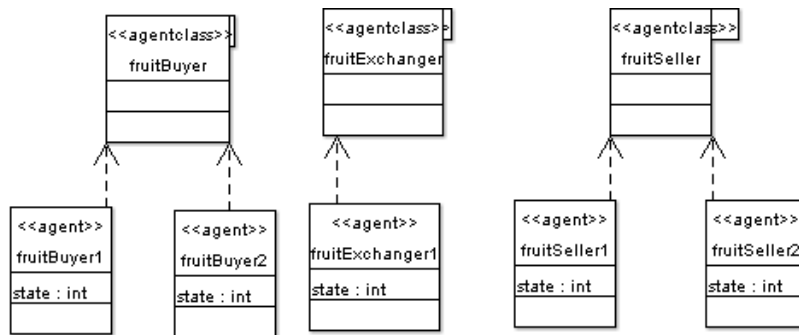 <<agentclass>>
fruitBuyer
<<agentclass>>
fruitExchanger
<<agentclass>>
fruitSeller
<<agent>>
fruitBuyer1
state : int
<<agent>>
fruitBuyer2
state : int
<<agent>>
fruitExchanger1
state : int
<<agent>>
fruitSeller1
state : int
<<agent>>
fruitSeller2
state : int